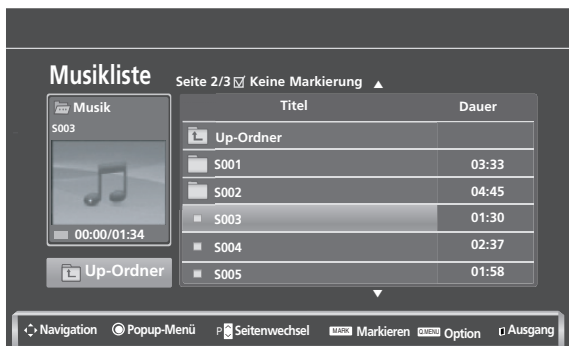 Musikliste
Seite 2/3 Keine Markierung
Musik
S003
00:00/01:34
Up-Ordner
Titel Dauer
Up-Ordner
S001 03:33
S002 04:45
S003 01:30
S004 02:37
S005 01:58
Navigation Popup-Menü P Seitenwechsel MARK Markieren Q.MENU Option Ausgang